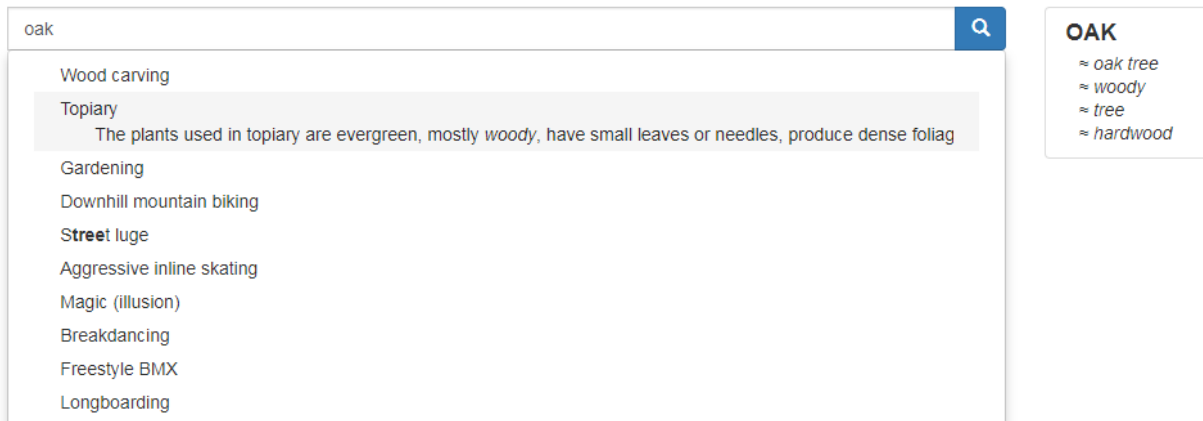 oak
Wood carving
Topiary
The plants used in topiary are evergreen, mostly woody, have small leaves or needles, produce dense foliag
Gardening
Downhill mountain biking
Street luge
Aggressive inline skating
Magic (illusion)
Breakdancing
Freestyle BMX
Longboarding
OAK
≈ oak tree
≈ woody
≈ tree
≈ hardwood